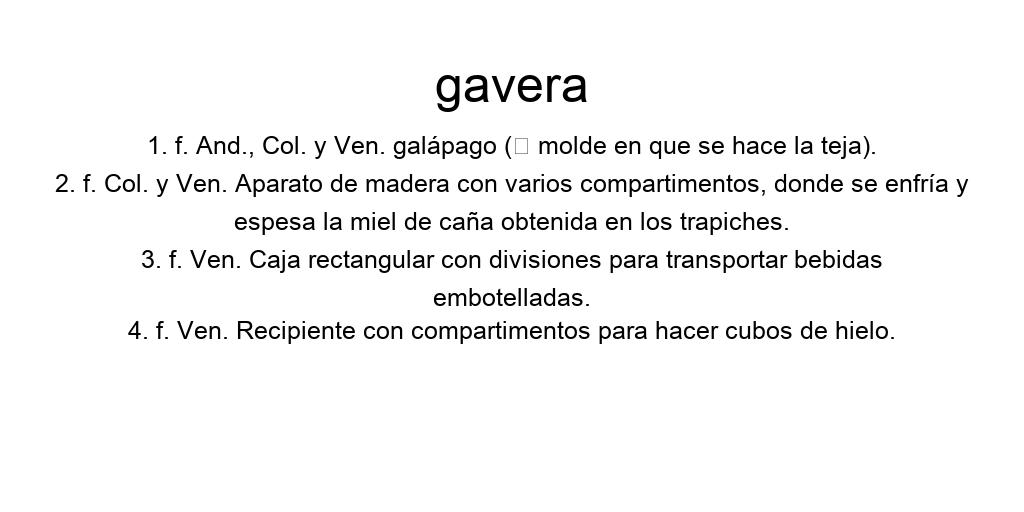 gavera
1. f. And., Col. y Ven. galápago (□ molde en que se hace la teja).
2. f. Col. y Ven. Aparato de madera con varios compartimentos, donde se enfría y
espesa la miel de caña obtenida en los trapiches.
3. f. Ven. Caja rectangular con divisiones para transportar bebidas
embotelladas.
4. f. Ven. Recipiente con compartimentos para hacer cubos de hielo.